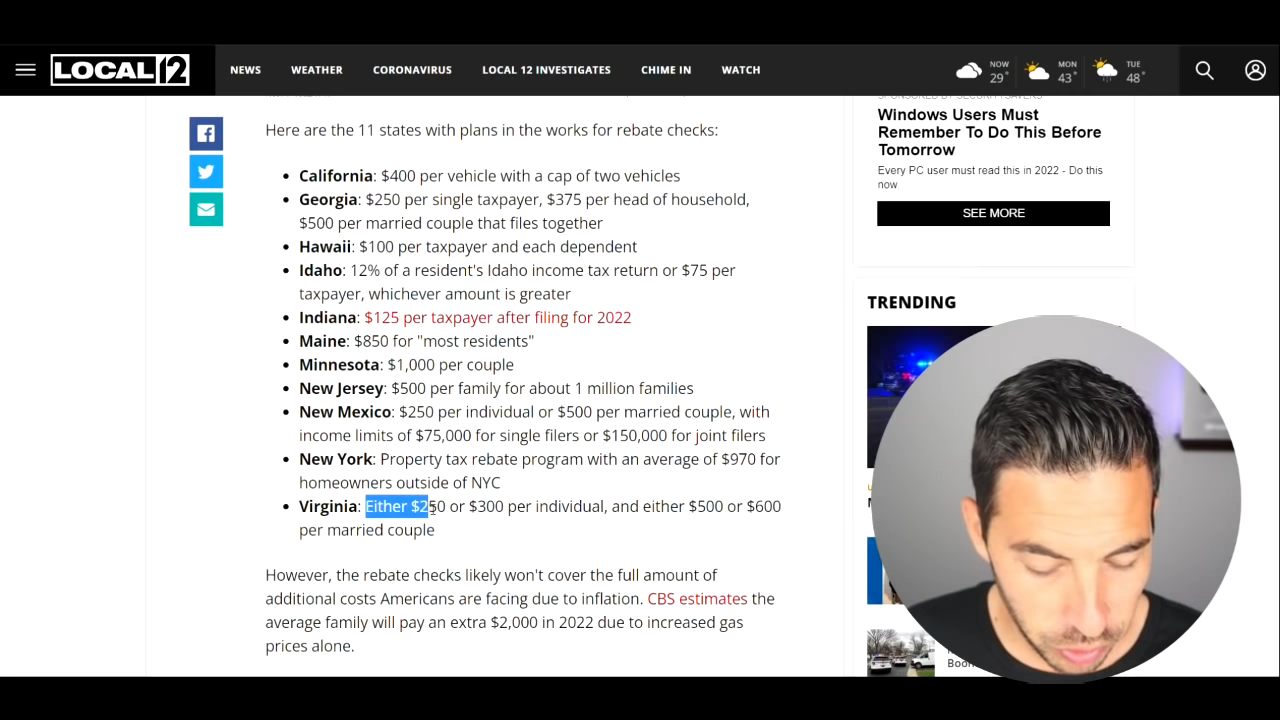 LOCAL 12
NEWS
WEATHER
CORONAVIRUS
LOCAL 12 INVESTIGATES
CHIME IN
WATCH
NOW
29°
MON
43°
TUE
48°
Here are the 11 states with plans in the works for rebate checks:
• California: $400 per vehicle with a cap of two vehicles
• Georgia: $250 per single taxpayer, $375 per head of household,
$500 per married couple that files together
• Hawaii: $100 per taxpayer and each dependent
• Idaho: 12% of a resident's Idaho income tax return or $75 per
taxpayer, whichever amount is greater
• Indiana: $125 per taxpayer after filing for 2022
• Maine: $850 for "most residents"
• Minnesota: $1,000 per couple
• New Jersey: $500 per family for about 1 million families
• New Mexico: $250 per individual or $500 per married couple, with
income limits of $75,000 for single filers or $150,000 for joint filers
• New York: Property tax rebate program with an average of $970 for
homeowners outside of NYC
• Virginia: Either $250 or $300 per individual, and either $500 or $600
per married couple
However, the rebate checks likely won't cover the full amount of
additional costs Americans are facing due to inflation. CBS estimates the
average family will pay an extra $2,000 in 2022 due to increased gas
prices alone.
Windows Users Must
Remember To Do This Before
Tomorrow
Every PC user must read this in 2022 - Do this
now
SEE MORE
TRENDING